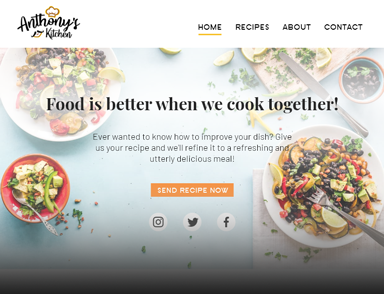 Anthony's
Kitchen
HOME RECIPES ABOUT CONTACT
Food is better when we cook together!
Ever wanted to know how to improve your dish? Give
us your recipe and we'll refine it to a refreshing and
utterly delicious meal!
SEND RECIPE NOW